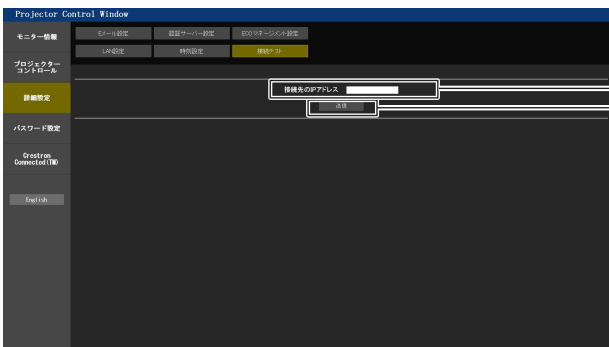 Projector Control Window
モニター情報
プロジェクター
コントロール
詳細設定
パスワード設定
Crestron
Connected(TM)
English
Eメール設定
認証サーバー設定
ECOマネージメント設定
LAN設定
時刻設定
接続テスト
接続先のIPアドレス
送信